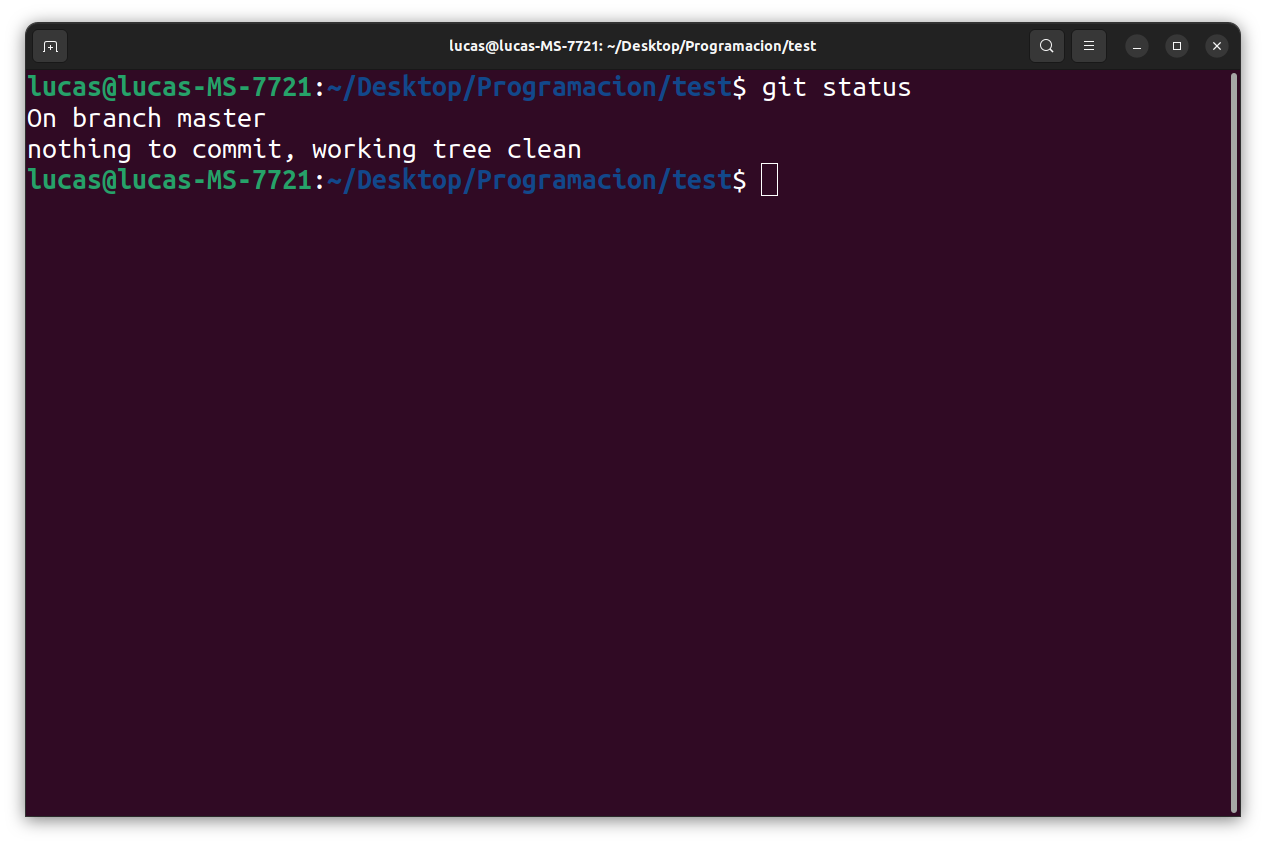 lucas@lucas-MS-7721: ~/Desktop/Programacion/test
lucas@lucas-MS-7721:~/Desktop/Programacion/test$ git status
On branch master
nothing to commit, working tree clean
lucas@lucas-MS-7721:~/Desktop/Programacion/test$